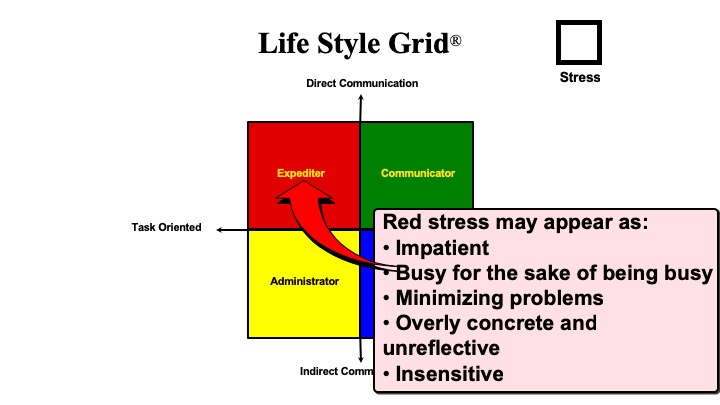 Life Style Grid®
Stress
Direct Communication
Expediter
Communicator
Task Oriented
Administrator
Indirect Comm
Red stress may appear as:
• Impatient
• Busy for the sake of being busy
• Minimizing problems
• Overly concrete and
unreflective
• Insensitive